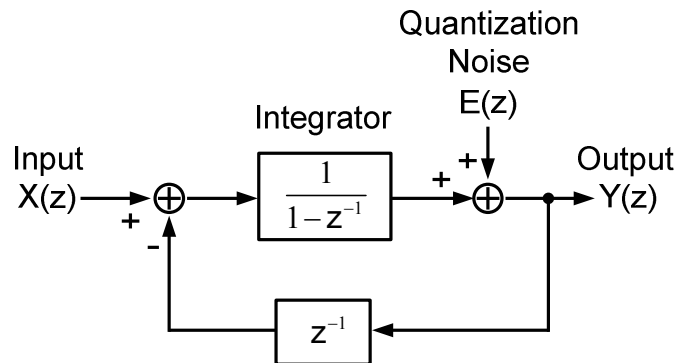 Quantization
Noise
E(z)
Integrator
Input
X(z)
+
-
1
1-z⁻¹
+
+
Output
Y(z)
z⁻¹